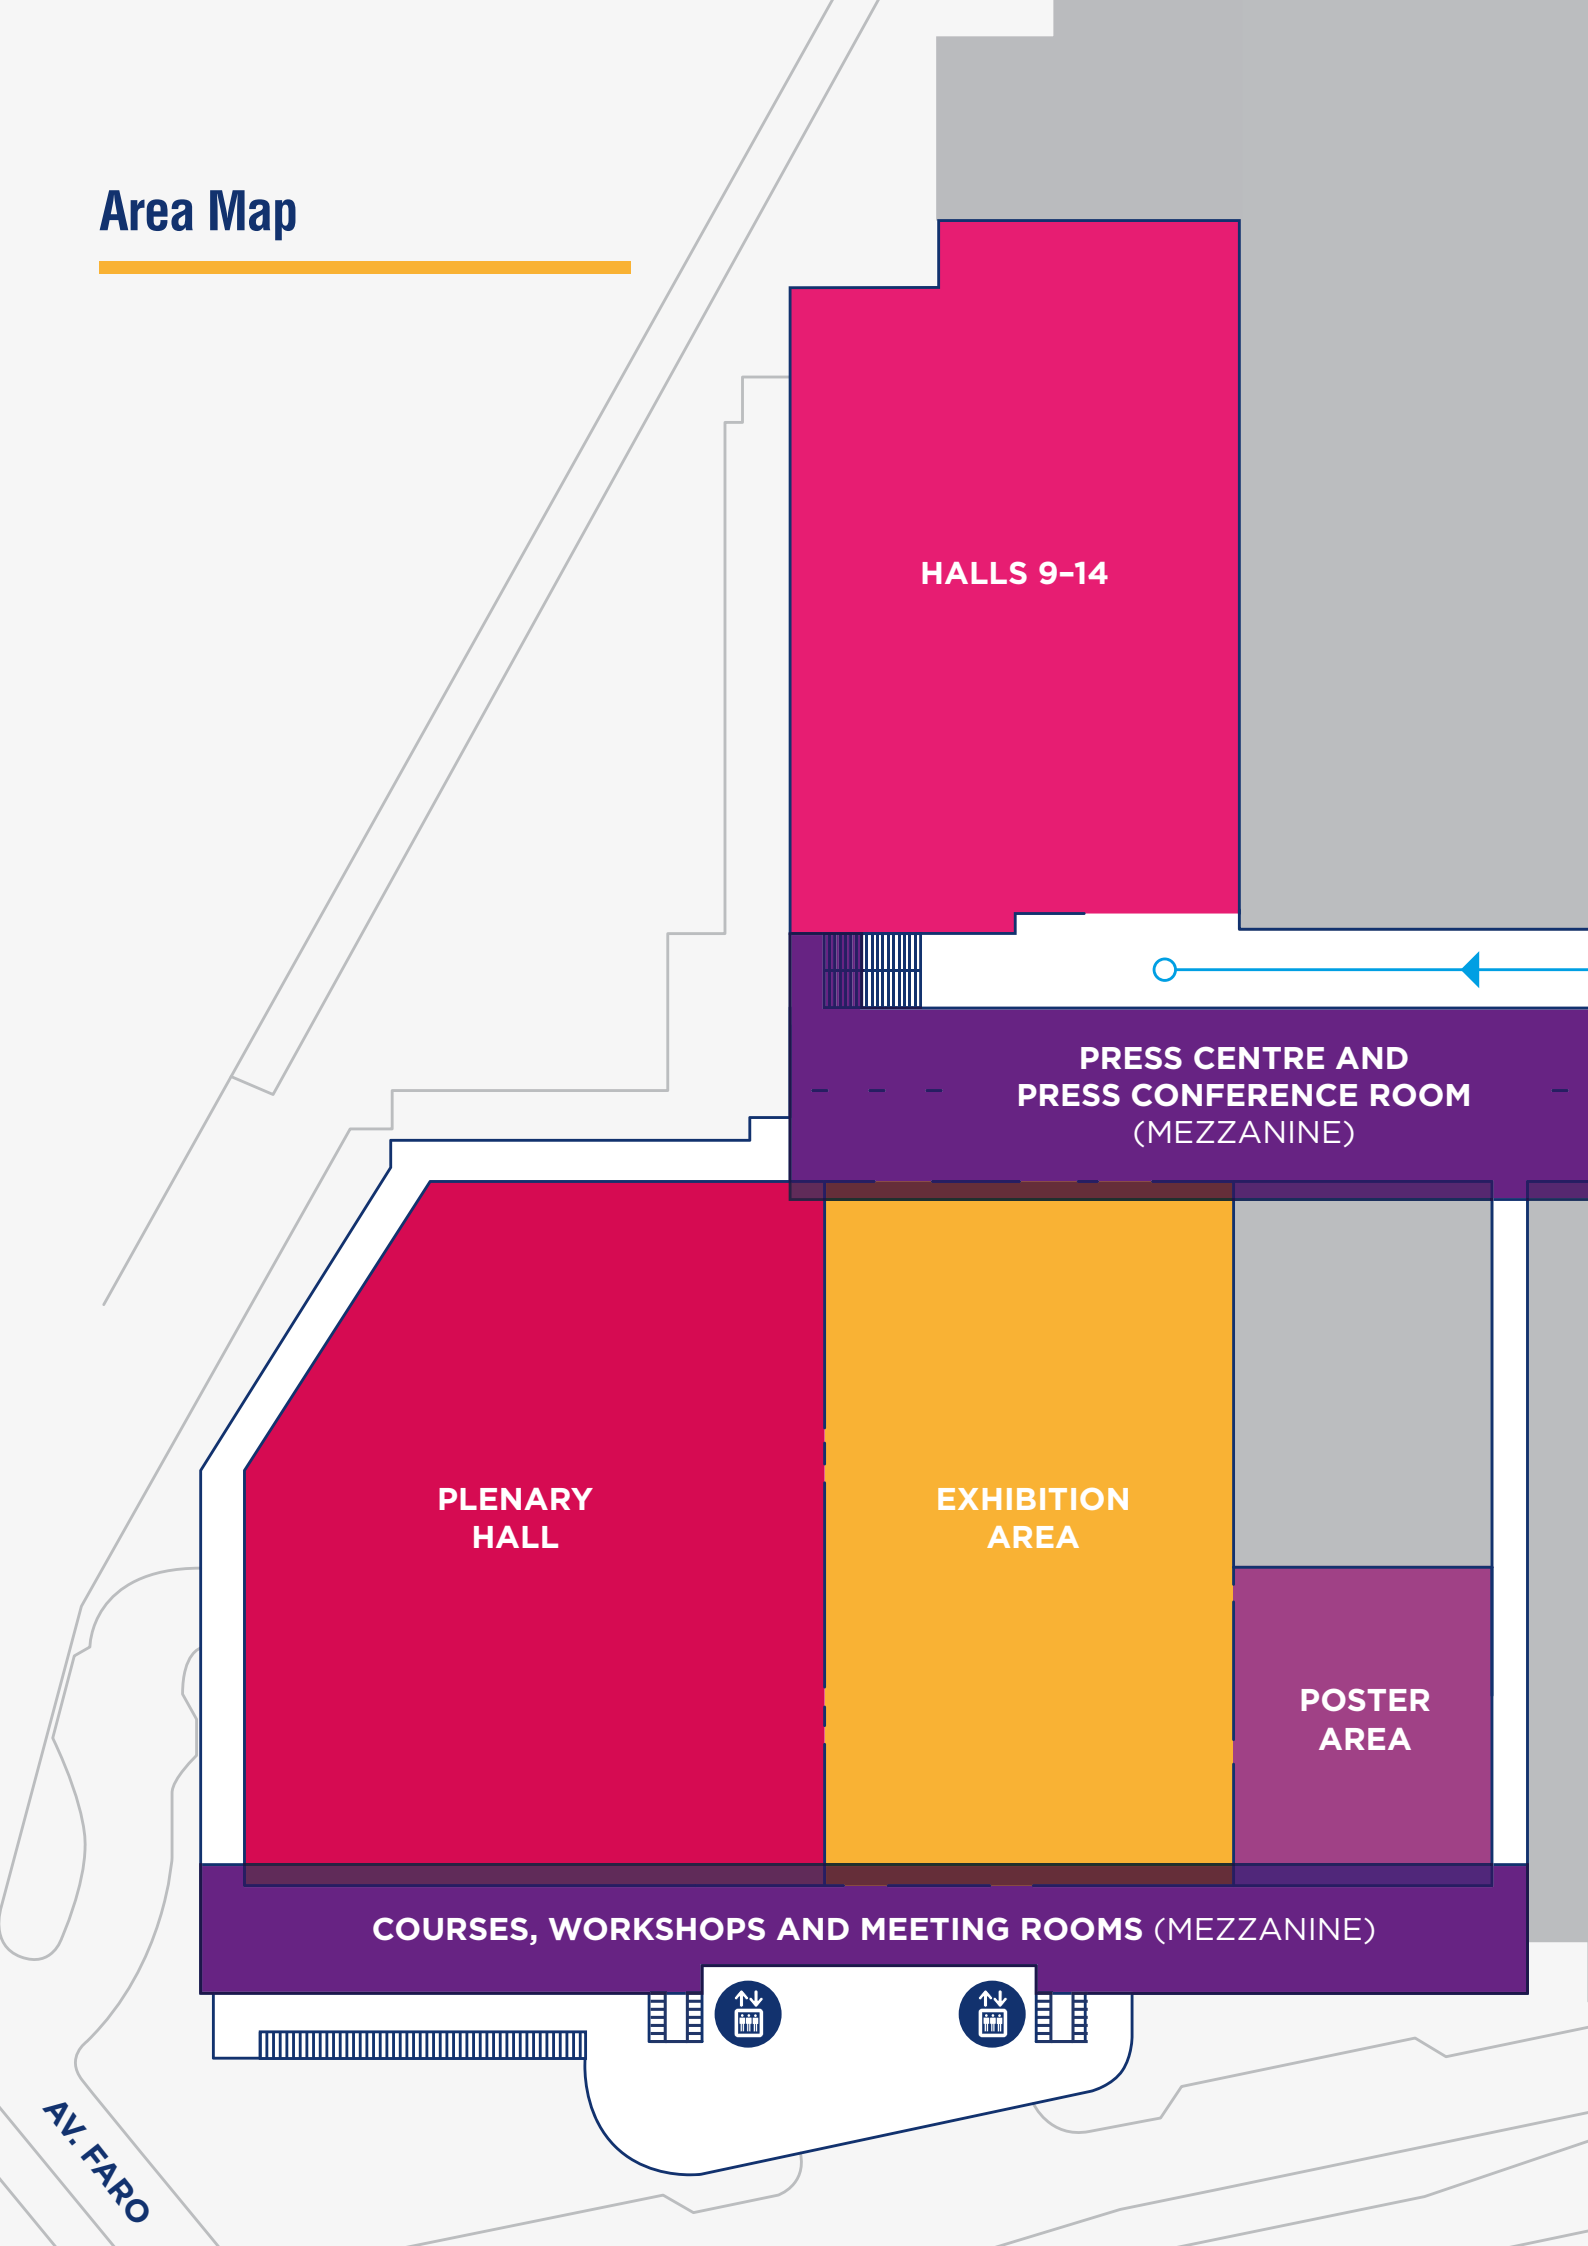 Area Map
HALLS 9–14
PRESS CENTRE AND
PRESS CONFERENCE ROOM
(MEZZANINE)
PLENARY
HALL
EXHIBITION
AREA
POSTER
AREA
COURSES, WORKSHOPS AND MEETING ROOMS (MEZZANINE)
AV. FARO